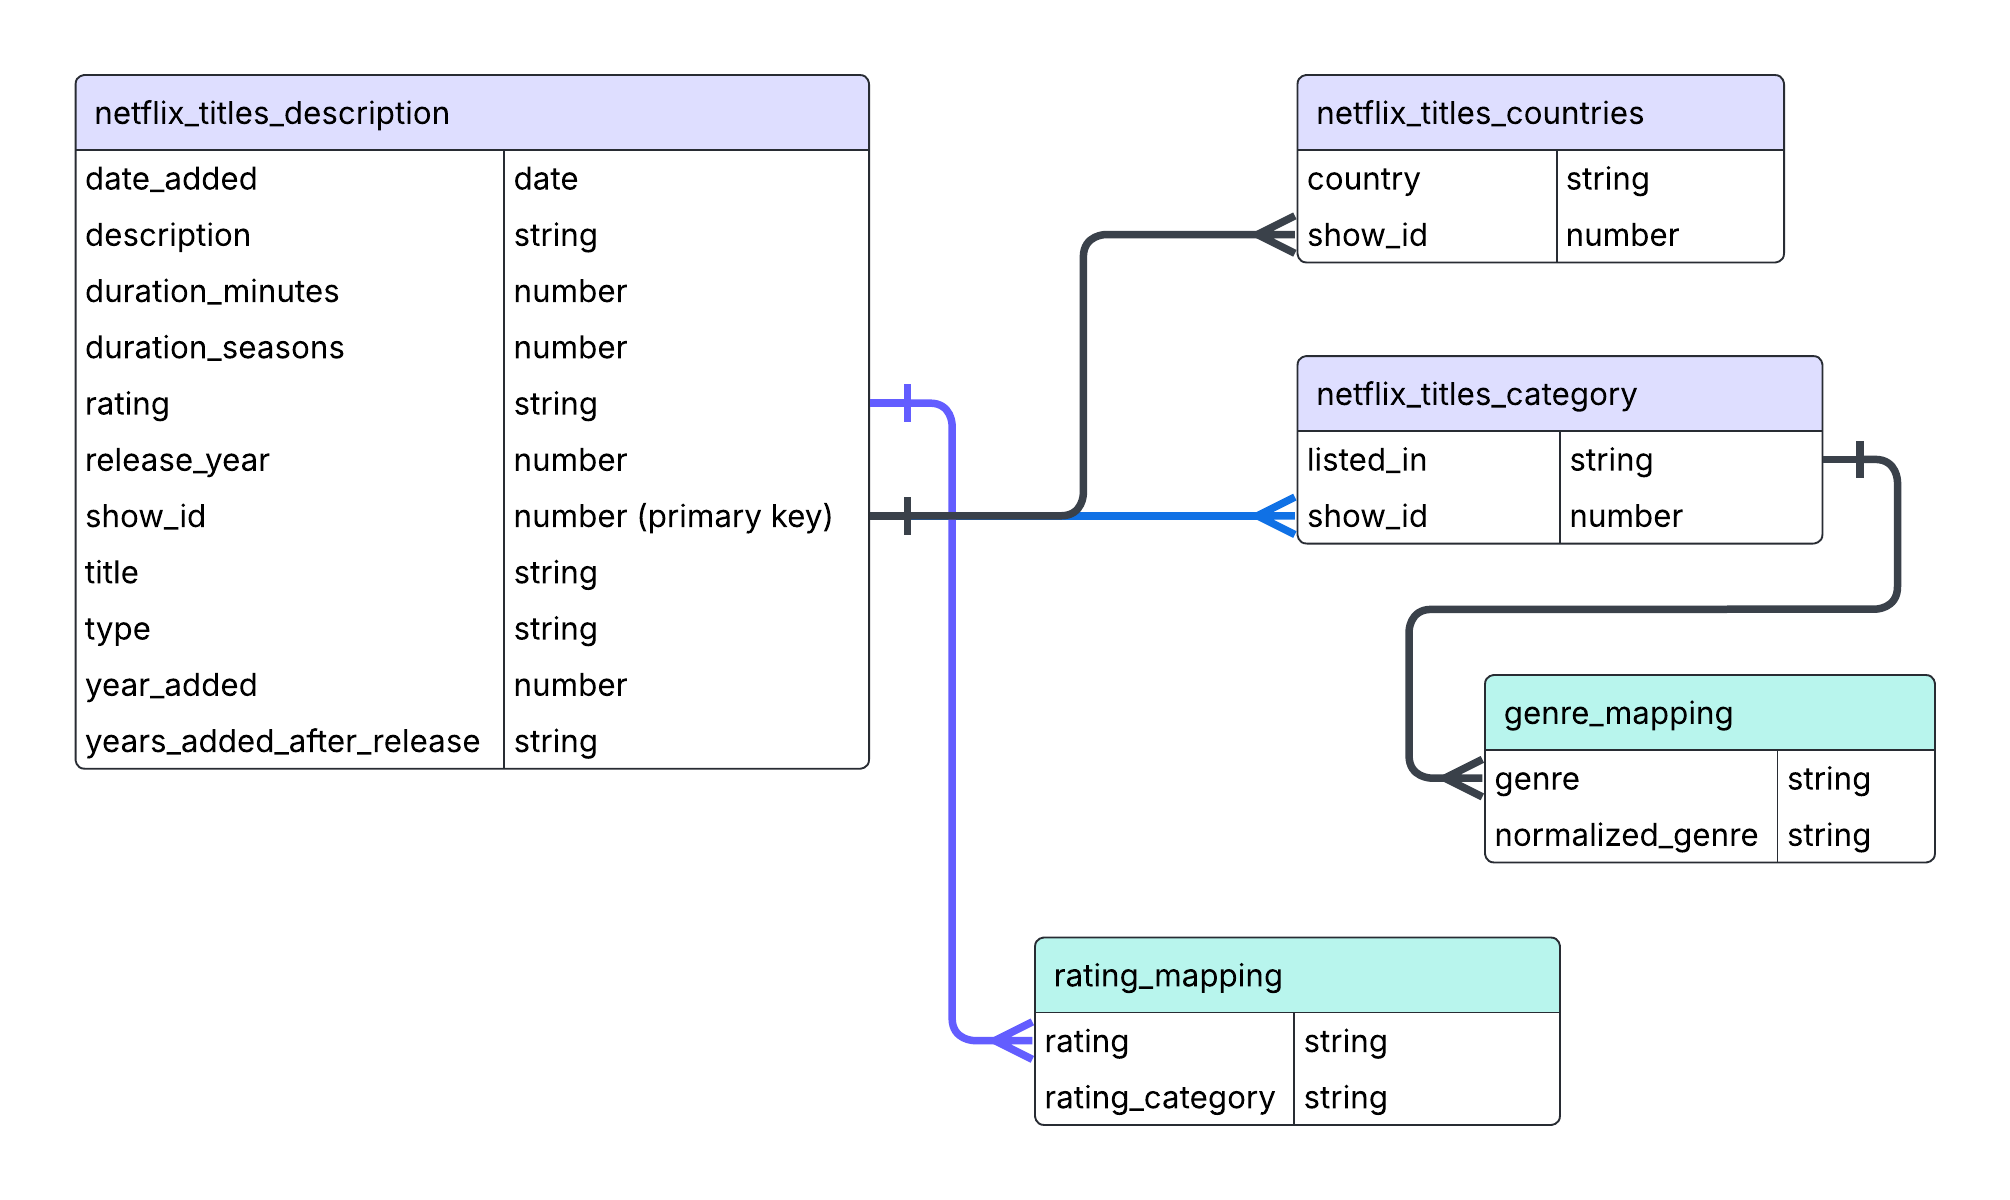 netflix_titles_description
date_added date
description string
duration_minutes number
duration_seasons number
rating string
release_year number
show_id number (primary key)
title string
type string
year_added number
years_added_after_release string
netflix_titles_countries
country string
show_id number
netflix_titles_category
listed_in string
show_id number
genre_mapping
genre string
normalized_genre string
rating_mapping
rating string
rating_category string